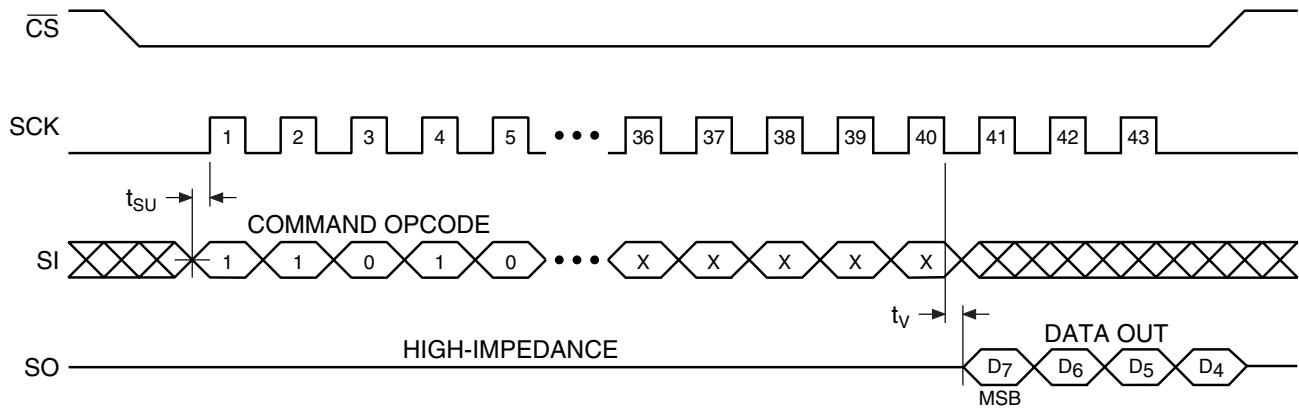 CS
SCK 1 2 3 4 5 ••• 36 37 38 39 40 41 42 43
tSU
COMMAND OPCODE
SI 1 1 0 1 0 ••• X X X X X
tV
HIGH-IMPEDANCE DATA OUT
SO D7 D6 D5 D4
MSB